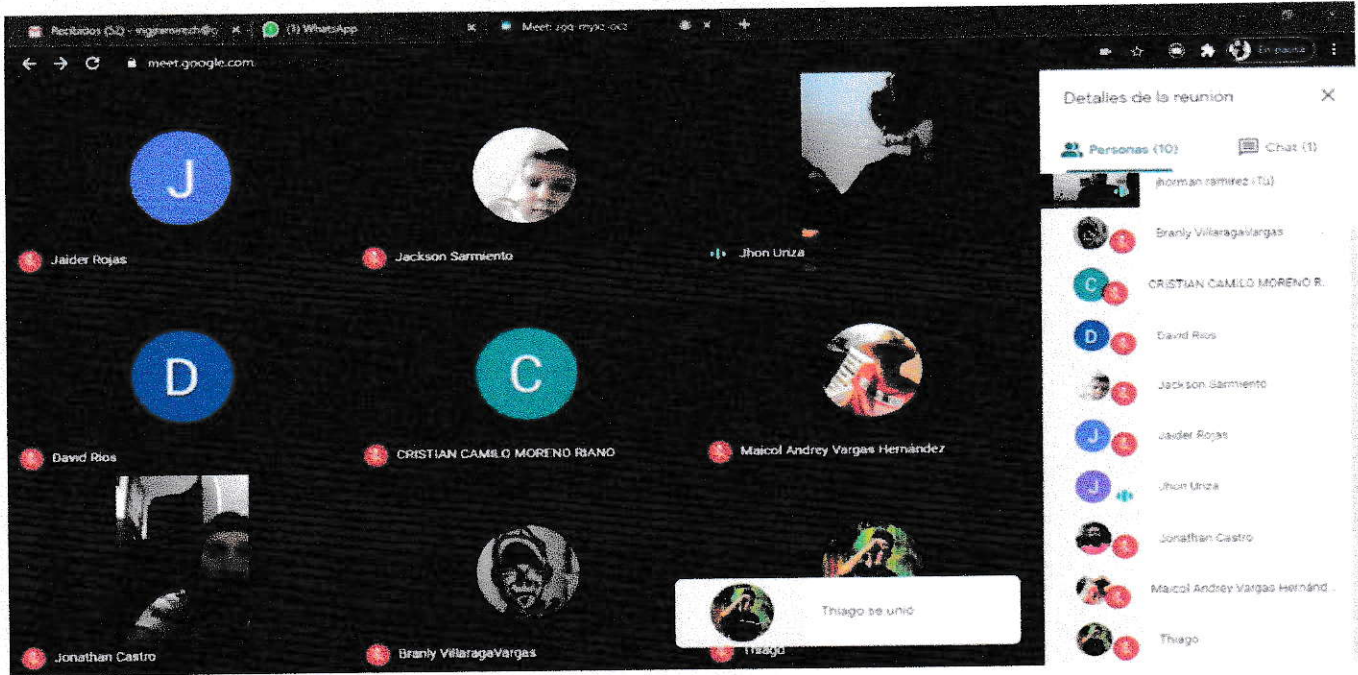 Recibidos (52) -
(1) WhatsApp
Meet:
meet.google.com
En pausa
Detalles de la reunion
Personas (10)
Chat (1)
jhorman ramirez (Tú)
Branly VillaragaVargas
CRISTIAN CAMILO MORENO R.
David Rios
Jackson Sarmiento
Jaider Rojas
Jhon Uriza
Jonathan Castro
Maicol Andrey Vargas Hernánd...
Thiago
J
Jaider Rojas
Jackson Sarmiento
Jhon Uriza
D
David Rios
C
CRISTIAN CAMILO MORENO RIANO
Maicol Andrey Vargas Hernández
Jonathan Castro
Branly VillaragaVargas
Thiago
Thiago se unió
C
D
J
J